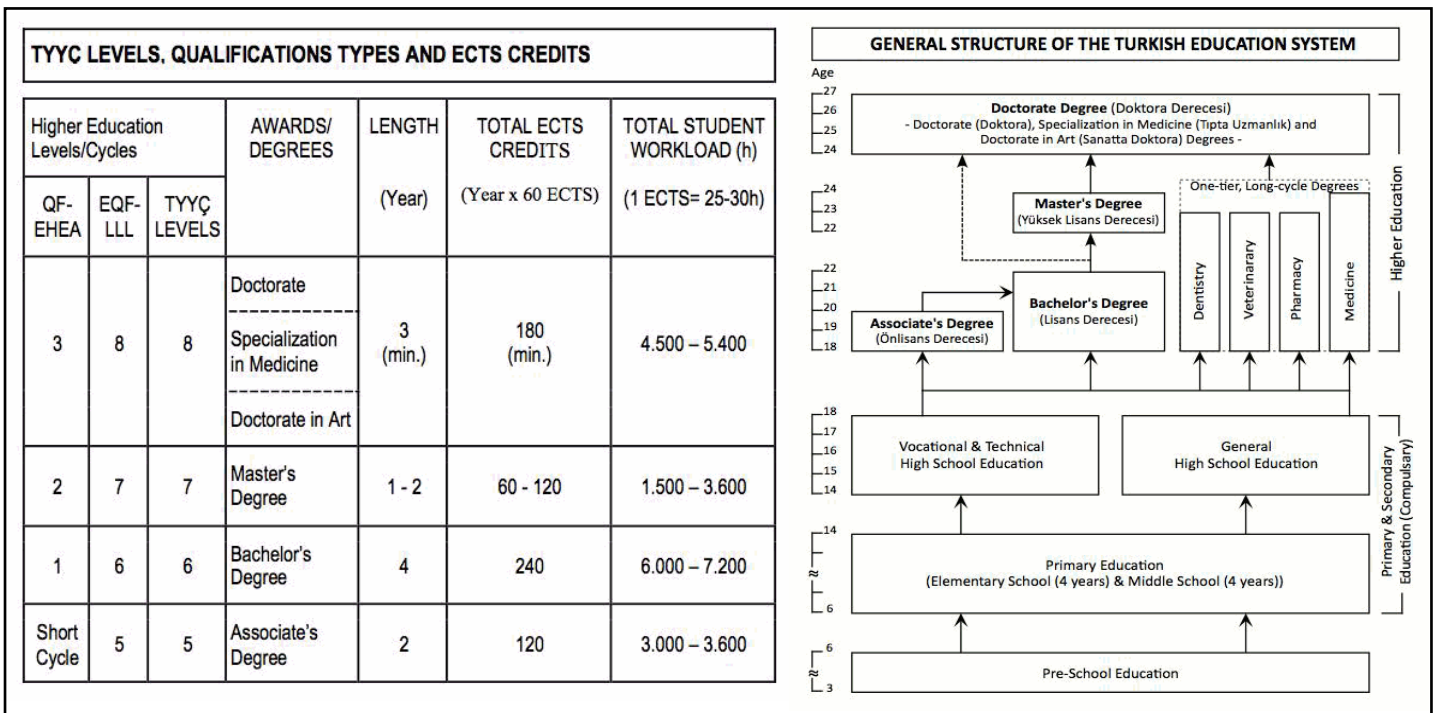 TYYÇ LEVELS, QUALIFICATIONS TYPES AND ECTS CREDITS
Higher Education
Levels/Cycles
AWARDS/
DEGREES
LENGTH
(Year)
TOTAL ECTS
CREDITS
(Year x 60 ECTS)
TOTAL STUDENT
WORKLOAD (h)
(1 ECTS= 25-30h)
QF-
EHEA
EQF-
LLL
TYYÇ
LEVELS
3
8
8
Doctorate
Specialization
in Medicine
Doctorate in Art
3
(min.)
180
(min.)
4.500 – 5.400
2
7
7
Master's
Degree
1 - 2
60 - 120
1.500 – 3.600
1
6
6
Bachelor's
Degree
4
240
6.000 – 7.200
Short
Cycle
5
5
Associate's
Degree
2
120
3.000 – 3.600
GENERAL STRUCTURE OF THE TURKISH EDUCATION SYSTEM
Age
27
26
25
24
Doctorate Degree (Doktora Derecesi)
- Doctorate (Doktora), Specialization in Medicine (Tıpta Uzmanlık) and
Doctorate in Art (Sanatta Doktora) Degrees -
24
23
22
Master's Degree
(Yüksek Lisans Derecesi)
One-tier, Long-cycle Degrees
22
21
20
19
18
Associate's Degree
(Önlisans Derecesi)
Bachelor's Degree
(Lisans Derecesi)
Dentistry
Veterinarary
Pharmacy
Medicine
Higher Education
18
17
16
15
14
Vocational & Technical
High School Education
General
High School Education
14
≈
6
Primary Education
(Elementary School (4 years) & Middle School (4 years))
Primary & Secondary
Education (Compulsary)
6
≈
3
Pre-School Education